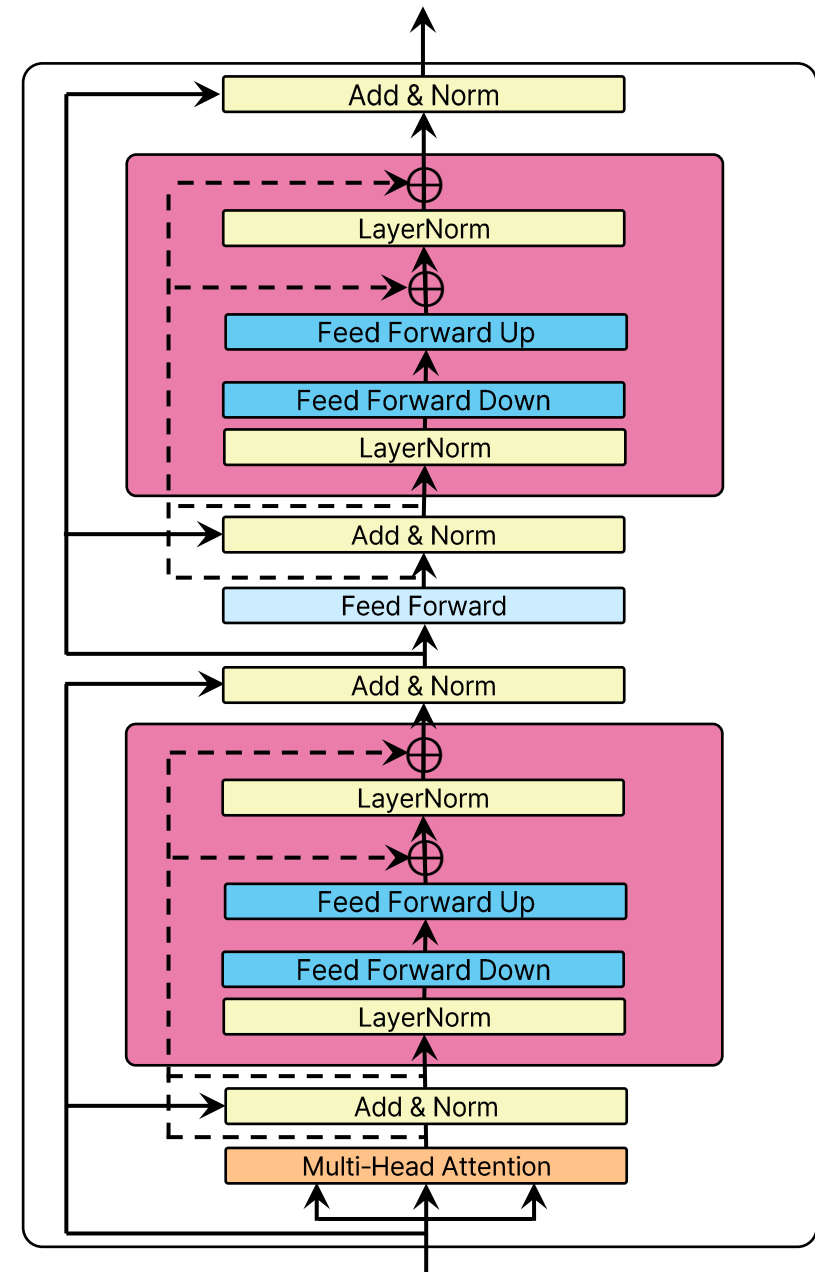 Add & Norm
LayerNorm
Feed Forward Up
Feed Forward Down
LayerNorm
Add & Norm
Feed Forward
Add & Norm
LayerNorm
Feed Forward Up
Feed Forward Down
LayerNorm
Add & Norm
Multi-Head Attention